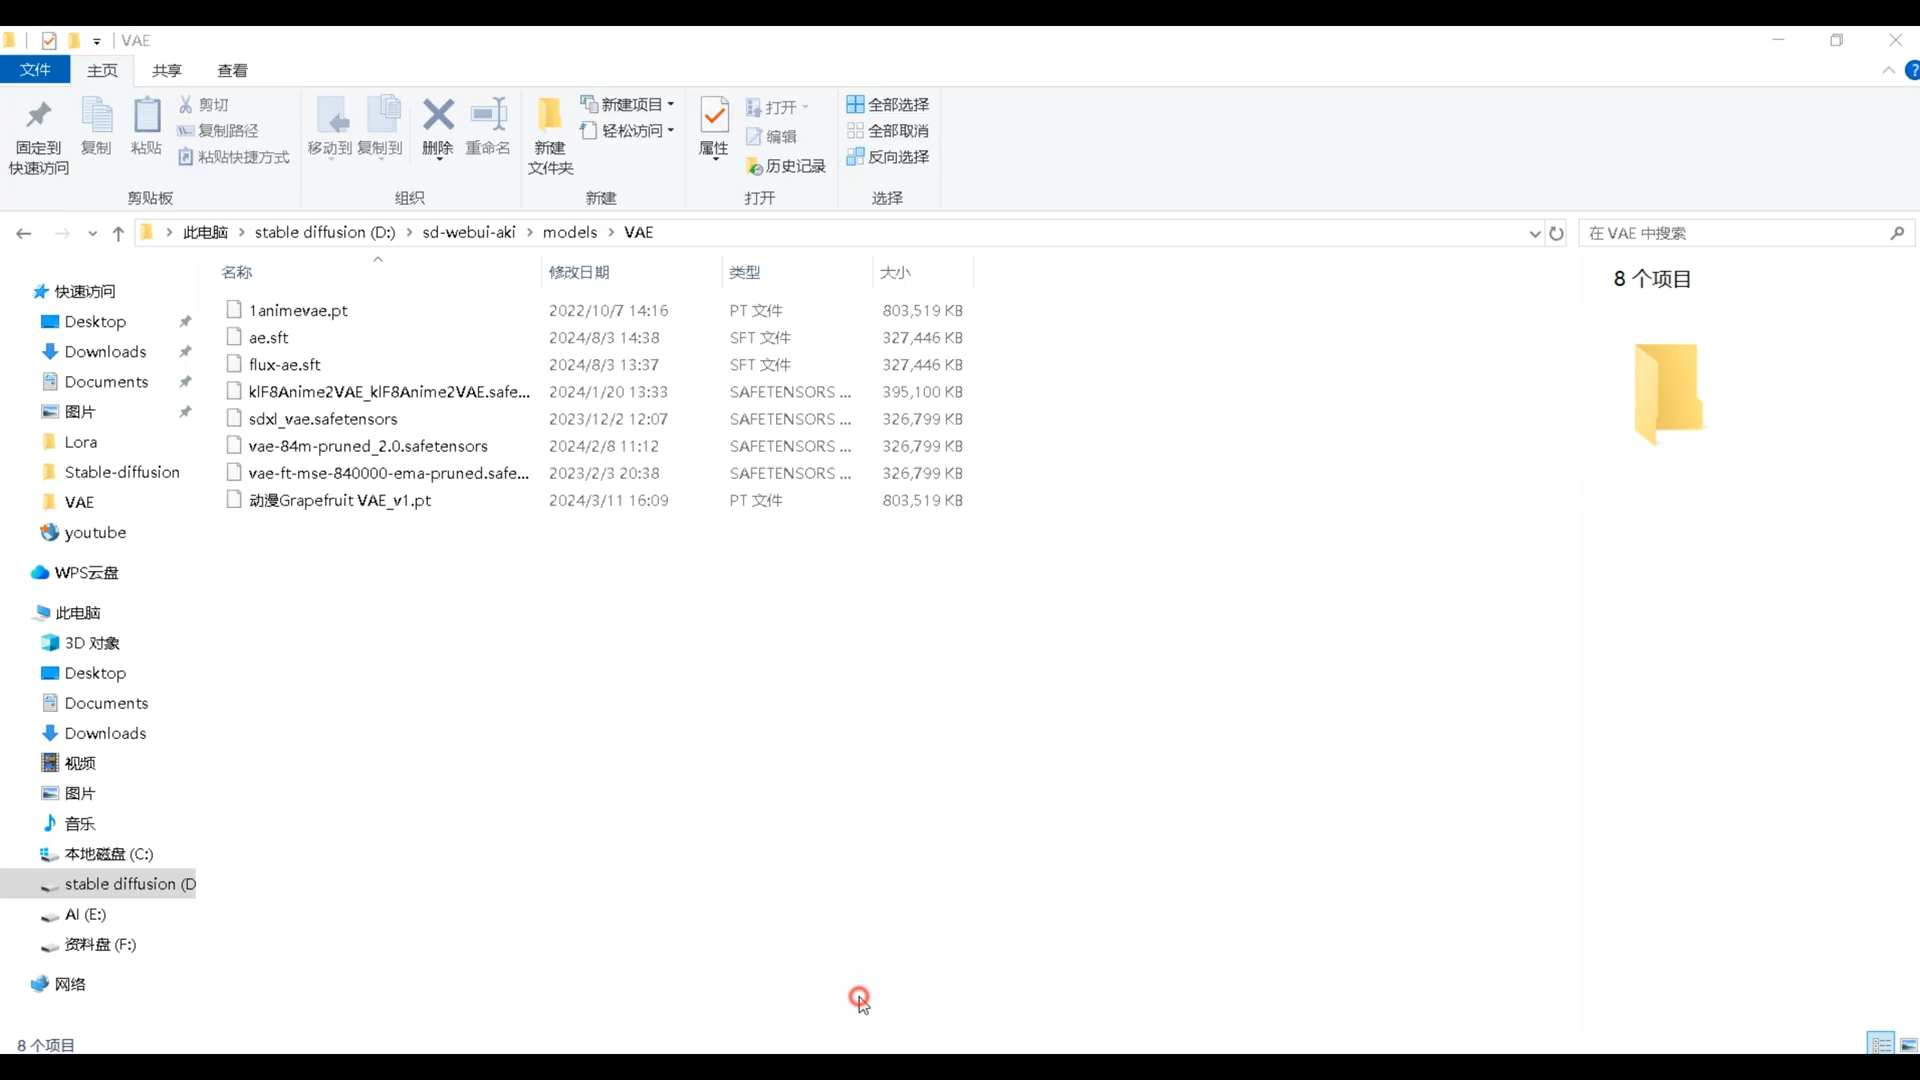 VAE
文件 主页 共享 查看
固定到
快速访问
复制
粘贴
剪切
复制路径
粘贴快捷方式
剪贴板
移动到 复制到 删除 重命名
组织
新建
文件夹
新建项目
轻松访问
新建
属性
打开
编辑
历史记录
打开
全部选择
全部取消
反向选择
选择
此电脑 > stable diffusion (D:) > sd-webui-aki > models > VAE
在 VAE 中搜索
名称 修改日期 类型 大小
1animevae.pt 2022/10/7 14:16 PT 文件 803,519 KB
ae.sft 2024/8/3 14:38 SFT 文件 327,446 KB
flux-ae.sft 2024/8/3 13:37 SFT 文件 327,446 KB
klF8Anime2VAE_klF8Anime2VAE.safe... 2024/1/20 13:33 SAFETENSORS ... 395,100 KB
sdxl_vae.safetensors 2023/12/2 12:07 SAFETENSORS ... 326,799 KB
vae-84m-pruned_2.0.safetensors 2024/2/8 11:12 SAFETENSORS ... 326,799 KB
vae-ft-mse-840000-ema-pruned.safe... 2023/2/3 20:38 SAFETENSORS ... 326,799 KB
动漫Grapefruit VAE_v1.pt 2024/3/11 16:09 PT 文件 803,519 KB
8 个项目
快速访问
Desktop
Downloads
Documents
图片
Lora
Stable-diffusion
VAE
youtube
WPS云盘
此电脑
3D 对象
Desktop
Documents
Downloads
视频
图片
音乐
本地磁盘 (C:)
stable diffusion (D
AI (E:)
资料盘 (F:)
网络
8 个项目